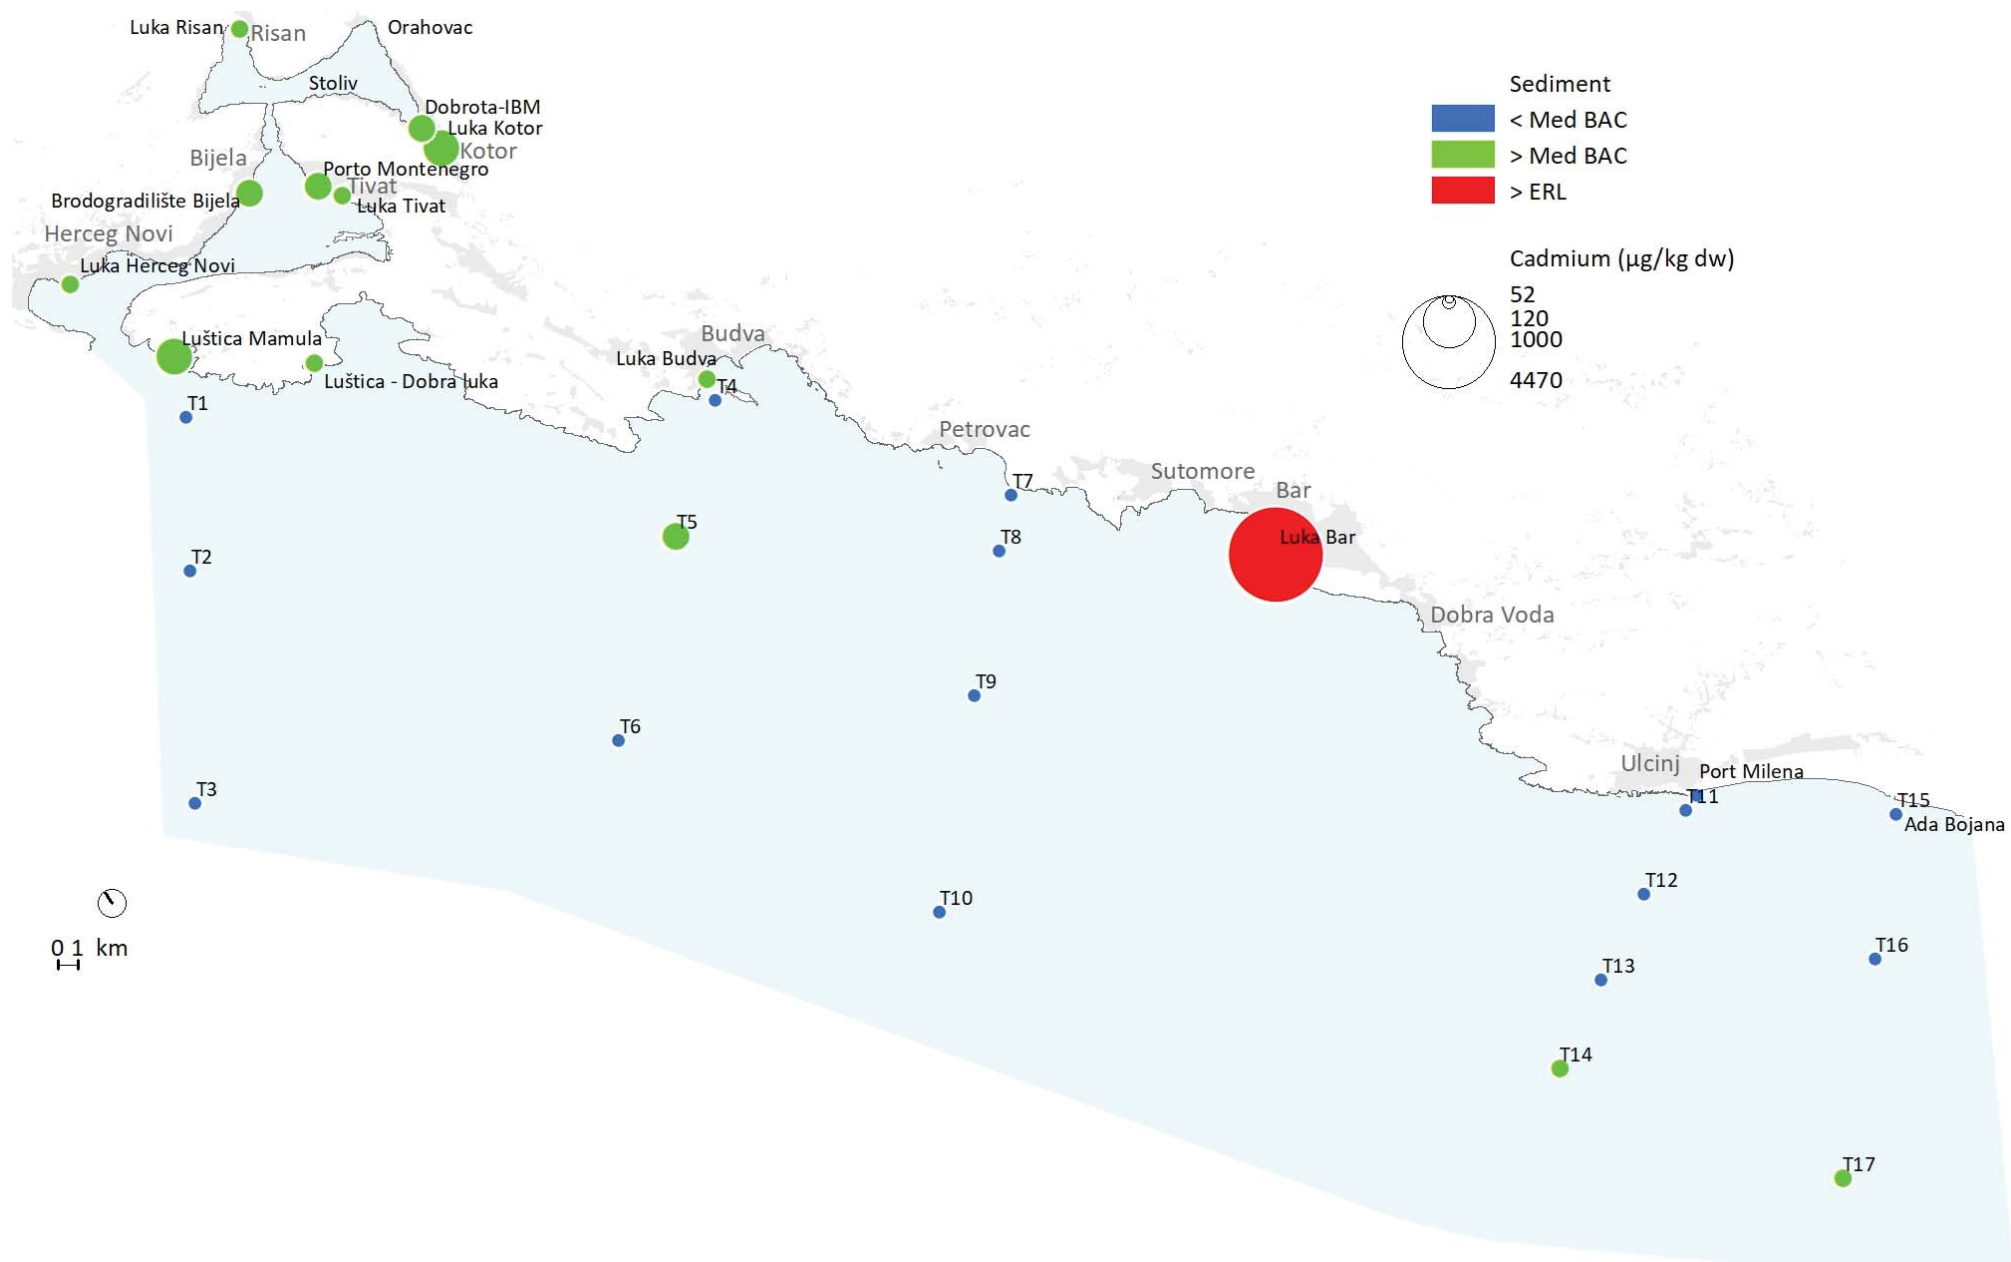 Luka Risan
Risan
Orahovac
Stoliv
Dobrota-IBM
Luka Kotor
Kotor
Bijela
Porto Montenegro
Tivat
Brodogradilište Bijela
Luka Tivat
Herceg Novi
Luka Herceg Novi
Luštica Mamula
Luštica - Dobra luka
Budva
Luka Budva
T4
T1
Petrovac
T7
Sutomore
Bar
Luka Bar
T5
T8
T2
Dobra Voda
T9
T6
T3
Ulcinj
Port Milena
T11
T15
Ada Bojana
T12
T10
T16
T13
T14
T17
0 1 km
Sediment
< Med BAC
> Med BAC
> ERL
Cadmium (µg/kg dw)
52
120
1000
4470